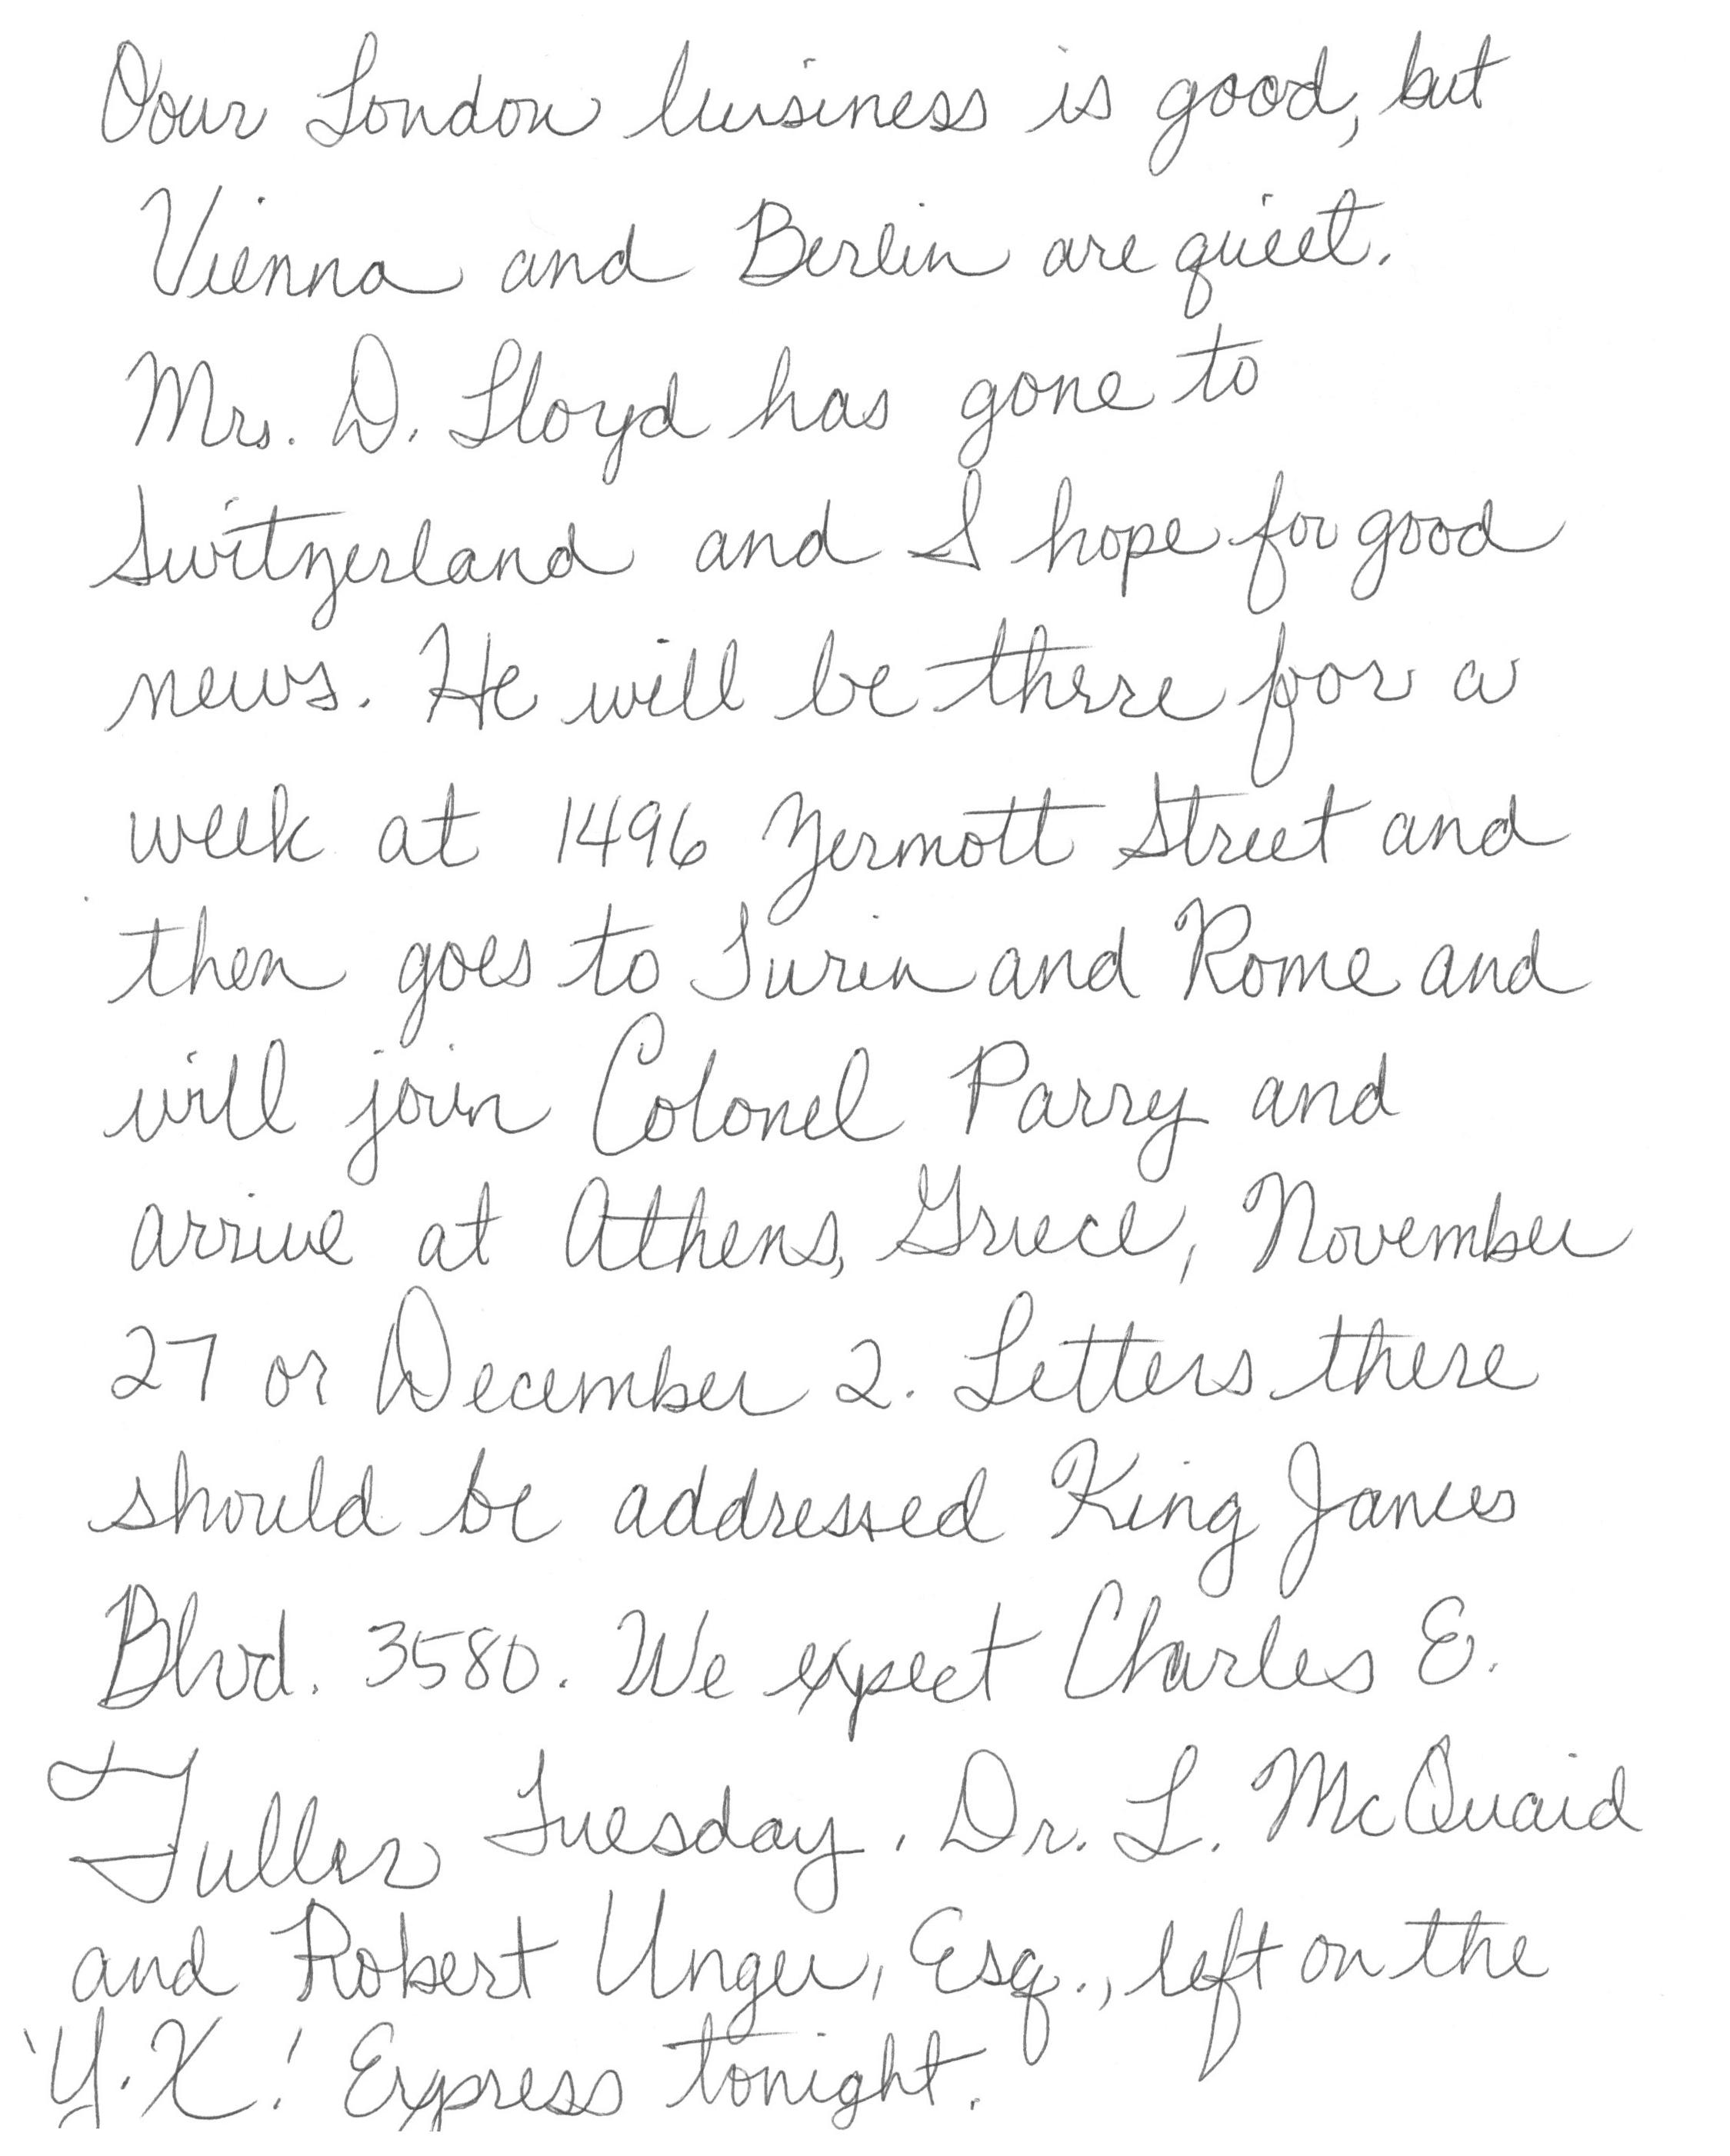 Oour London business is good, but
Vienna and Berlin are quiet.
Mrs. D. Lloyd has gone to
Switzerland and I hope for good
news. He will be there for a
week at 1496 Zermott Street and
then goes to Turin and Rome and
will join Colonel Parry and
arrive at Athens, Greece, November
27 or December 2. Letters there
should be addressed King James
Blvd. 3580. We expect Charles E.
Fuller Tuesday. Dr. L. McQuaid
and Robert Unger, Esq., left on the
'Y.X.' Express tonight.